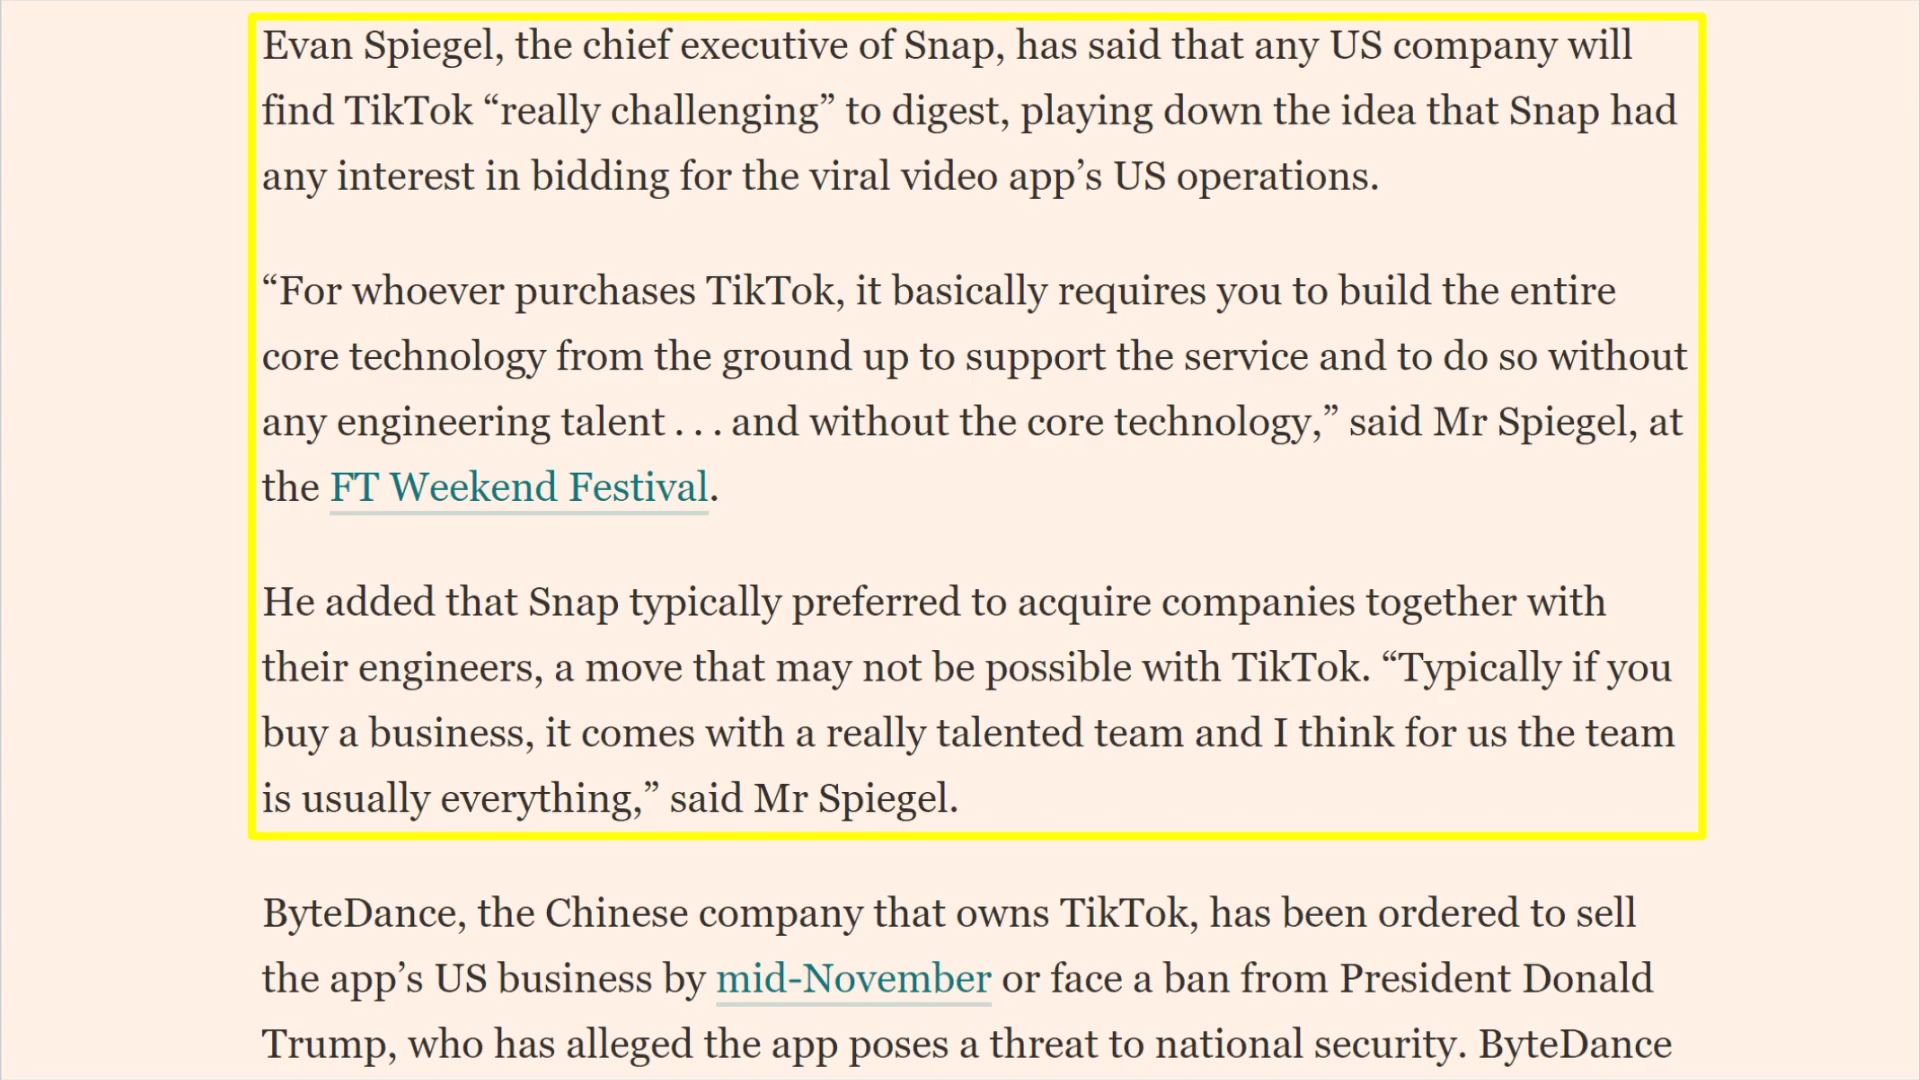 Evan Spiegel, the chief executive of Snap, has said that any US company will
find TikTok “really challenging” to digest, playing down the idea that Snap had
any interest in bidding for the viral video app’s US operations.
“For whoever purchases TikTok, it basically requires you to build the entire
core technology from the ground up to support the service and to do so without
any engineering talent . . . and without the core technology,” said Mr Spiegel, at
the FT Weekend Festival.
He added that Snap typically preferred to acquire companies together with
their engineers, a move that may not be possible with TikTok. “Typically if you
buy a business, it comes with a really talented team and I think for us the team
is usually everything,” said Mr Spiegel.
ByteDance, the Chinese company that owns TikTok, has been ordered to sell
the app’s US business by mid-November or face a ban from President Donald
Trump, who has alleged the app poses a threat to national security. ByteDance